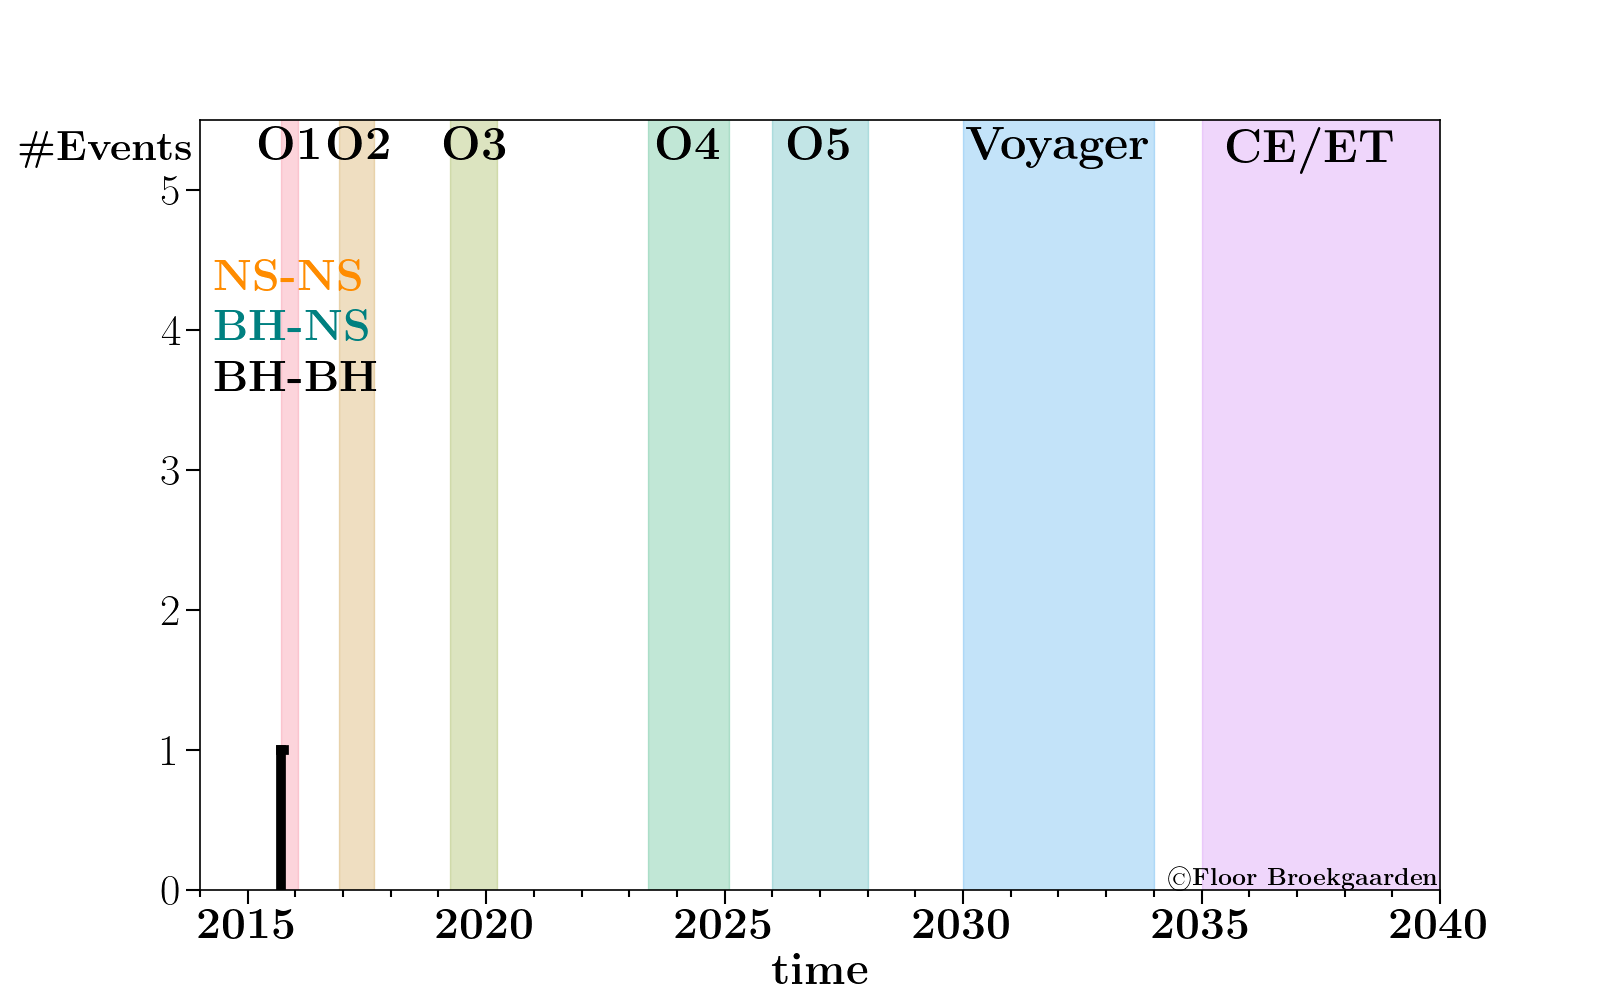 #Events O1 O2 O3 O4 O5 Voyager CE/ET
5
NS-NS
BH-NS
4
BH-BH
3
2
1
©Floor Broekgaarden
0
2015 2020 2025 2030 2035 2040
time